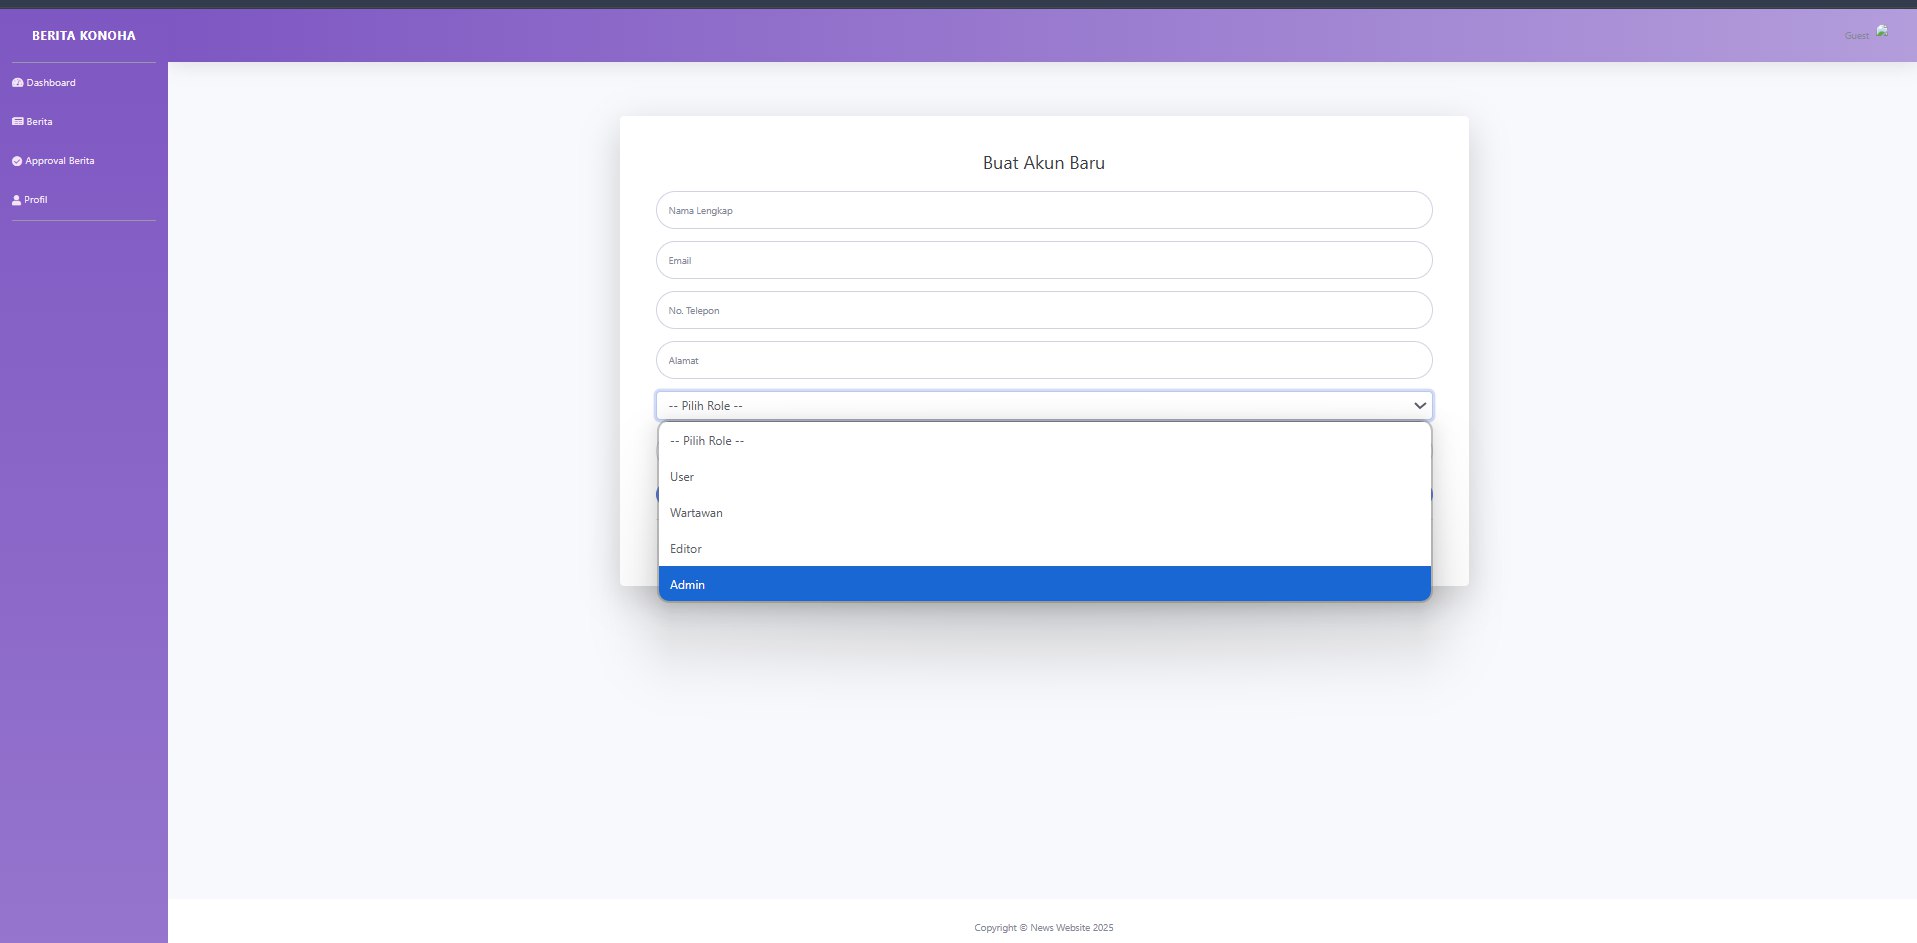 BERITA KONOHA
Guest
Dashboard
Berita
Approval Berita
Profil
Buat Akun Baru
Nama Lengkap
Email
No. Telepon
Alamat
-- Pilih Role --
-- Pilih Role --
User
Wartawan
Editor
Admin
Copyright © News Website 2025